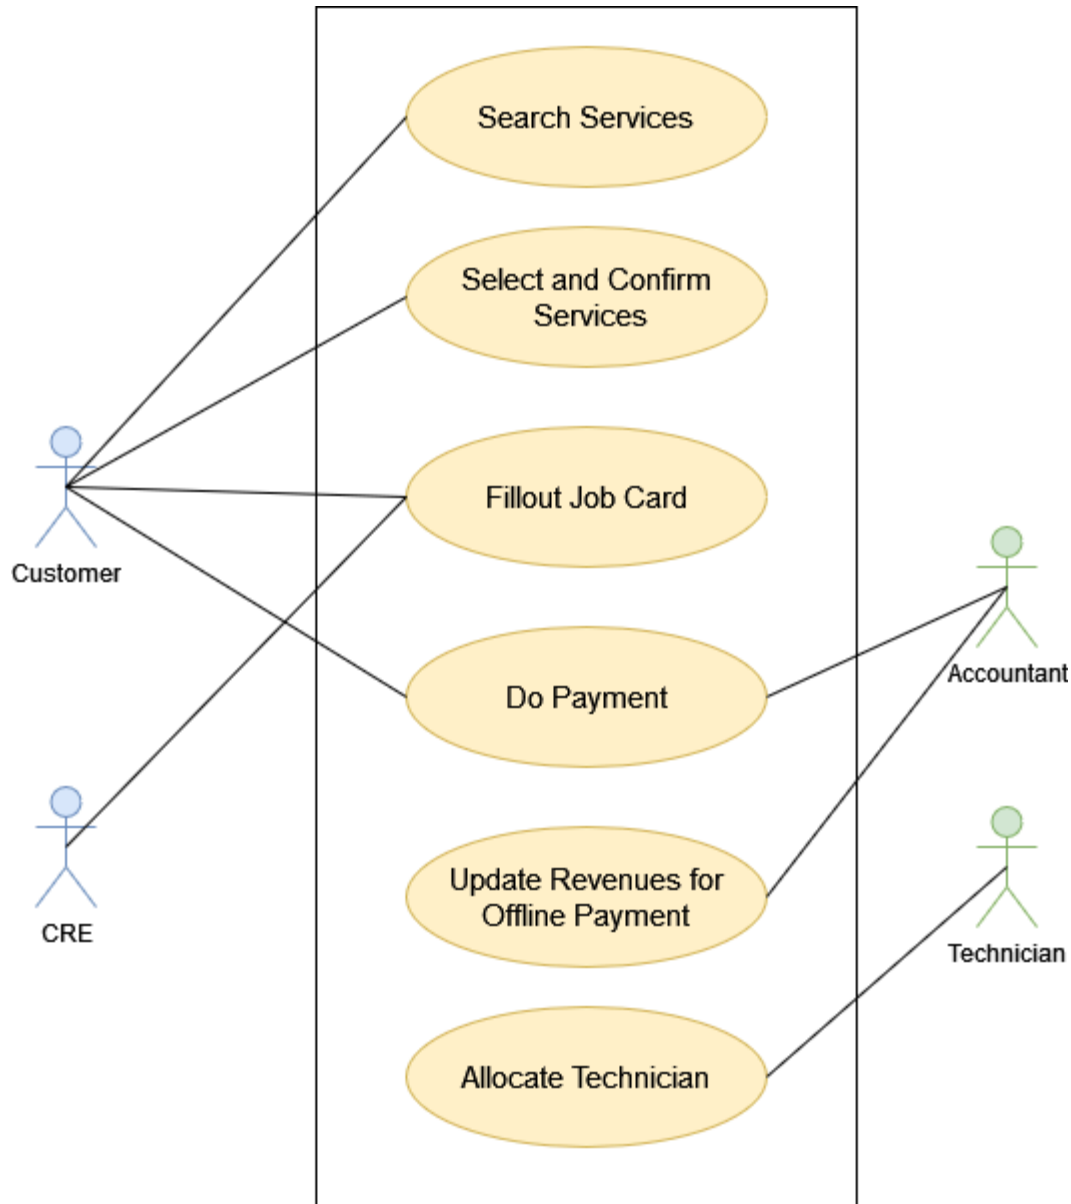 Search Services
Select and Confirm
Services
Fillout Job Card
Customer
Do Payment
Accountant
Update Revenues for
Offline Payment
CRE
Technician
Allocate Technician